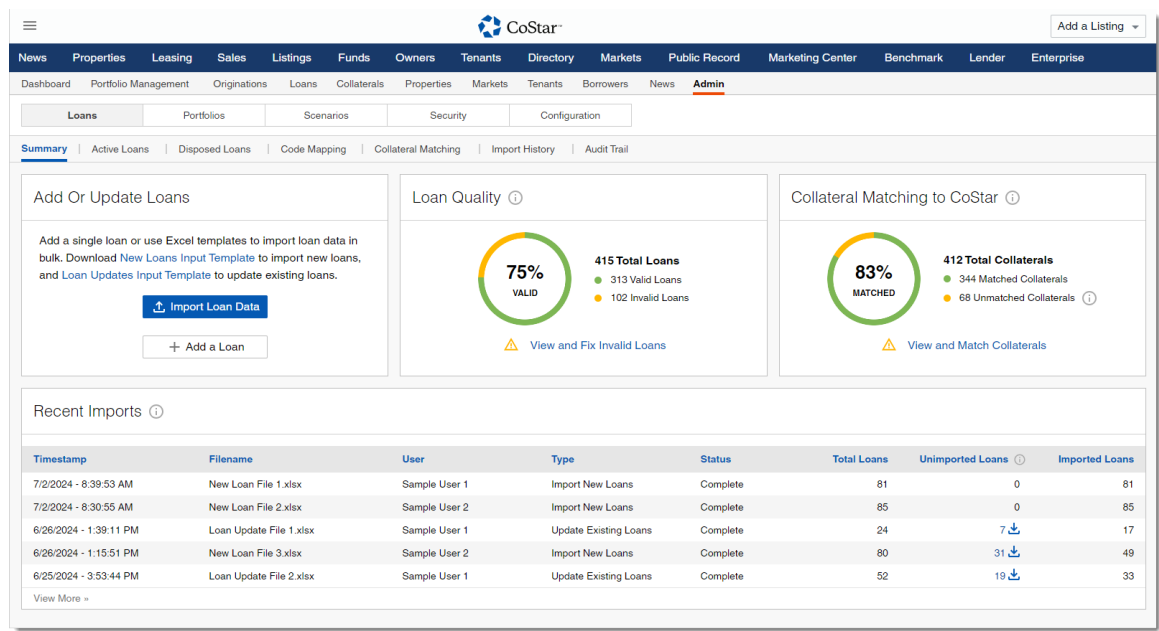 CoStar™
Add a Listing
News Properties Leasing Sales Listings Funds Owners Tenants Directory Markets Public Record Marketing Center Benchmark Lender Enterprise
Dashboard Portfolio Management Originations Loans Collaterals Properties Markets Tenants Borrowers News Admin
Loans Portfolios Scenarios Security Configuration
Summary | Active Loans | Disposed Loans | Code Mapping | Collateral Matching | Import History | Audit Trail
Add Or Update Loans
Add a single loan or use Excel templates to import loan data in
bulk. Download New Loans Input Template to import new loans,
and Loan Updates Input Template to update existing loans.
Import Loan Data
+ Add a Loan
Loan Quality
75%
VALID
415 Total Loans
313 Valid Loans
102 Invalid Loans
View and Fix Invalid Loans
Collateral Matching to CoStar
83%
MATCHED
412 Total Collaterals
344 Matched Collaterals
68 Unmatched Collaterals
View and Match Collaterals
Recent Imports
Timestamp Filename User Type Status Total Loans Unimported Loans Imported Loans
7/2/2024 - 8:39:53 AM New Loan File 1.xlsx Sample User 1 Import New Loans Complete 81 0 81
7/2/2024 - 8:30:55 AM New Loan File 2.xlsx Sample User 2 Import New Loans Complete 85 0 85
6/26/2024 - 1:39:11 PM Loan Update File 1.xlsx Sample User 1 Update Existing Loans Complete 24 7 17
6/26/2024 - 1:15:51 PM New Loan File 3.xlsx Sample User 2 Import New Loans Complete 80 31 49
6/25/2024 - 3:53:44 PM Loan Update File 2.xlsx Sample User 1 Update Existing Loans Complete 52 19 33
View More »